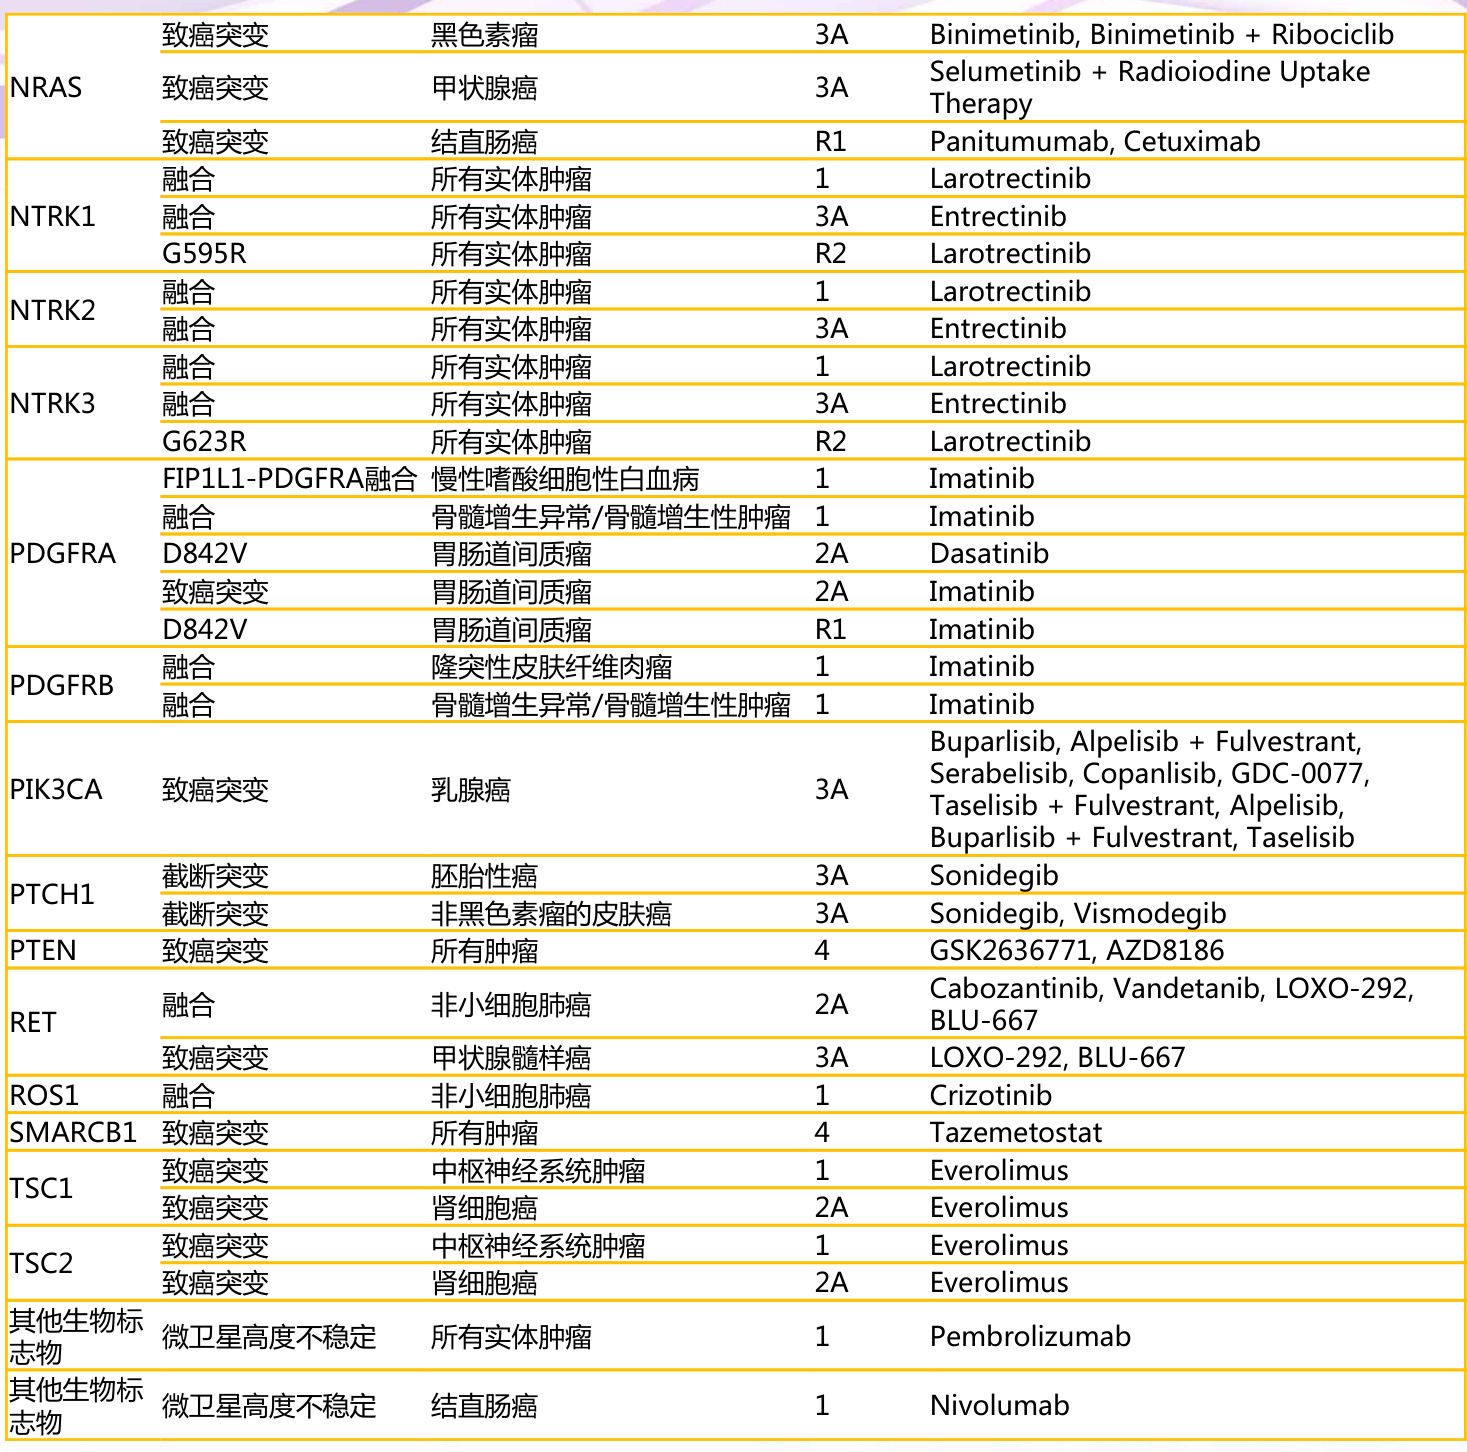 NRAS
致癌突变 黑色素瘤 3A Binimetinib, Binimetinib + Ribociclib
致癌突变 甲状腺癌 3A Selumetinib + Radioiodine Uptake
Therapy
致癌突变 结直肠癌 R1 Panitumumab, Cetuximab
NTRK1
融合 所有实体肿瘤 1 Larotrectinib
融合 所有实体肿瘤 3A Entrectinib
G595R 所有实体肿瘤 R2 Larotrectinib
NTRK2
融合 所有实体肿瘤 1 Larotrectinib
融合 所有实体肿瘤 3A Entrectinib
NTRK3
融合 所有实体肿瘤 1 Larotrectinib
融合 所有实体肿瘤 3A Entrectinib
G623R 所有实体肿瘤 R2 Larotrectinib
PDGFRA
FIP1L1-PDGFRA融合 慢性嗜酸细胞性白血病 1 Imatinib
融合 骨髓增生异常/骨髓增生性肿瘤 1 Imatinib
D842V 胃肠道间质瘤 2A Dasatinib
致癌突变 胃肠道间质瘤 2A Imatinib
D842V 胃肠道间质瘤 R1 Imatinib
PDGFRB
融合 隆突性皮肤纤维肉瘤 1 Imatinib
融合 骨髓增生异常/骨髓增生性肿瘤 1 Imatinib
PIK3CA 致癌突变 乳腺癌 3A
Buparlisib, Alpelisib + Fulvestrant,
Serabelisib, Copanlisib, GDC-0077,
Taselisib + Fulvestrant, Alpelisib,
Buparlisib + Fulvestrant, Taselisib
PTCH1
截断突变 胚胎性癌 3A Sonidegib
截断突变 非黑色素瘤的皮肤癌 3A Sonidegib, Vismodegib
PTEN 致癌突变 所有肿瘤 4 GSK2636771, AZD8186
RET
融合 非小细胞肺癌 2A Cabozantinib, Vandetanib, LOXO-292,
BLU-667
致癌突变 甲状腺髓样癌 3A LOXO-292, BLU-667
ROS1 融合 非小细胞肺癌 1 Crizotinib
SMARCB1 致癌突变 所有肿瘤 4 Tazemetostat
TSC1
致癌突变 中枢神经系统肿瘤 1 Everolimus
致癌突变 肾细胞癌 2A Everolimus
TSC2
致癌突变 中枢神经系统肿瘤 1 Everolimus
致癌突变 肾细胞癌 2A Everolimus
其他生物标
志物 微卫星高度不稳定 所有实体肿瘤 1 Pembrolizumab
其他生物标
志物 微卫星高度不稳定 结直肠癌 1 Nivolumab